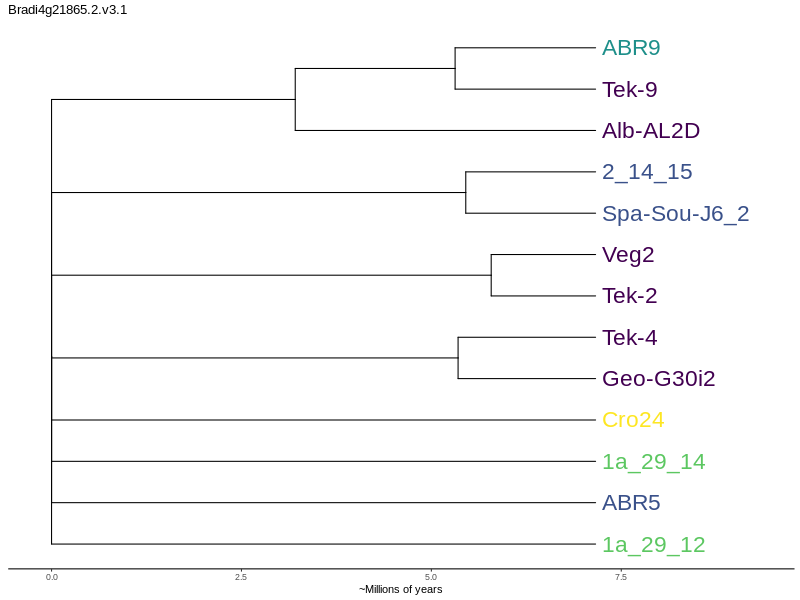 Bradi4g21865.2.v3.1
ABR9
Tek-9
Alb-AL2D
2_14_15
Spa-Sou-J6_2
Veg2
Tek-2
Tek-4
Geo-G30i2
Cro24
1a_29_14
ABR5
1a_29_12
0.0 2.5 5.0 7.5
~Millions of years